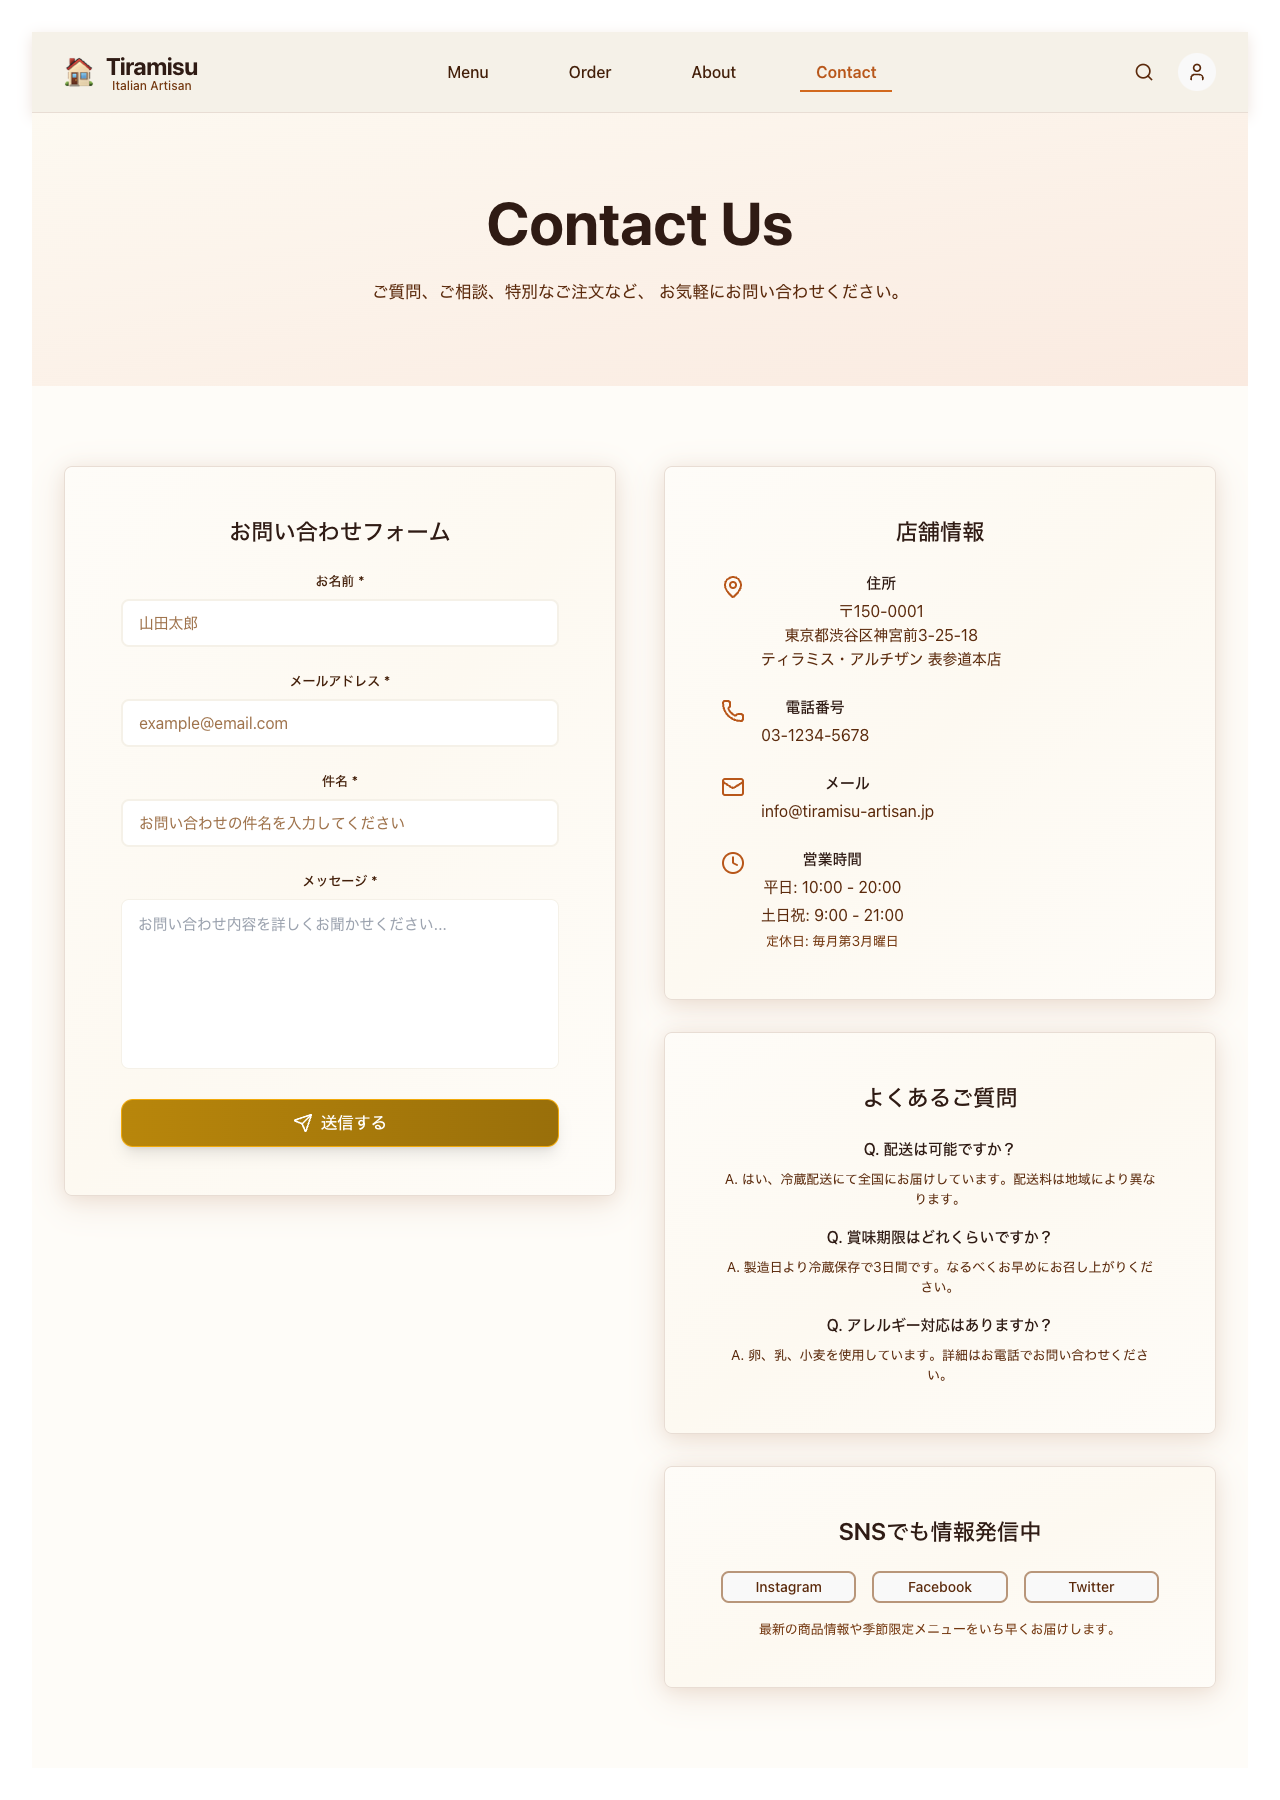 Tiramisu
Italian Artisan
Menu
Order
About
Contact
Contact Us
ご質問、ご相談、特別なご注文など、 お気軽にお問い合わせください。
お問い合わせフォーム
お名前 *
山田太郎
メールアドレス *
example@email.com
件名 *
お問い合わせの件名を入力してください
メッセージ *
お問い合わせ内容を詳しくお聞かせください...
送信する
店舗情報
住所
〒150-0001
東京都渋谷区神宮前3-25-18
ティラミス・アルチザン 表参道本店
電話番号
03-1234-5678
メール
info@tiramisu-artisan.jp
営業時間
平日: 10:00 - 20:00
土日祝: 9:00 - 21:00
定休日: 毎月第3月曜日
よくあるご質問
Q. 配送は可能ですか？
A. はい、冷蔵配送にて全国にお届けしています。配送料は地域により異な
ります。
Q. 賞味期限はどれくらいですか？
A. 製造日より冷蔵保存で3日間です。なるべくお早めにお召し上がりくだ
さい。
Q. アレルギー対応はありますか？
A. 卵、乳、小麦を使用しています。詳細はお電話でお問い合わせくださ
い。
SNSでも情報発信中
Instagram
Facebook
Twitter
最新の商品情報や季節限定メニューをいち早くお届けします。